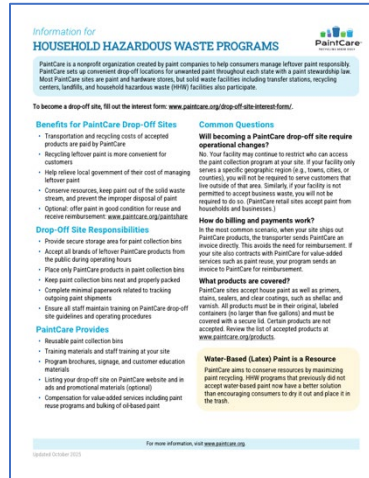 Information for
HOUSEHOLD HAZARDOUS WASTE PROGRAMS
PaintCare
PaintCare is a nonprofit organization created by paint companies to help consumers manage leftover paint responsibly.
PaintCare sets up convenient drop-off locations for unwanted paint throughout each state with a paint stewardship law.
Most PaintCare sites are paint and hardware stores, but solid waste facilities including transfer stations, recycling
centers, landfills, and household hazardous waste (HHW) facilities also participate.
To become a drop-off site, fill out the interest form: www.paintcare.org/drop-off-site-interest-form/.
Benefits for PaintCare Drop-Off Sites
• Transportation and recycling costs of accepted
products are paid by PaintCare
• Recycling leftover paint is more convenient for
customers
• Help relieve local government of their cost of managing
leftover paint
• Conserve resources, keep paint out of the solid waste
stream, and prevent the improper disposal of paint
• Optional: offer paint in good condition for reuse and
receive reimbursement: www.paintcare.org/paintshare
Drop-Off Site Responsibilities
• Provide secure storage area for paint collection bins
• Accept all brands of leftover PaintCare products from
the public during operating hours
• Place only PaintCare products in paint collection bins
• Keep paint collection bins neat and properly packed
• Complete minimal paperwork related to tracking
outgoing paint shipments
• Ensure all staff maintain training on PaintCare drop-off
site guidelines and operating procedures
PaintCare Provides
• Reusable paint collection bins
• Training materials and staff training at your site
• Program brochures, signage, and customer education
materials
• Listing your drop-off site on PaintCare website and in
ads and promotional materials (optional)
• Compensation for value-added services including paint
reuse programs and bulking of oil-based paint
Common Questions
Will becoming a PaintCare drop-off site require
operational changes?
No. Your facility may continue to restrict who can access
the paint collection program at your site. If your facility only
serves a specific geographic region (e.g., towns, cities, or
counties), you will not be required to serve customers that
live outside of that area. Similarly, if your facility is not
permitted to accept business waste, you will not be
required to do so. (PaintCare retail sites accept paint from
households and businesses.)
How do billing and payments work?
In the most common scenario, when your site ships out
PaintCare products, the transporter sends PaintCare an
invoice directly. This avoids the need for reimbursement. If
your site also contracts with PaintCare for value-added
services such as paint reuse, your program sends an
invoice to PaintCare for reimbursement.
What products are covered?
PaintCare sites accept house paint as well as primers,
stains, sealers, and clear coatings, such as shellac and
varnish. All products must be in their original, labeled
containers (no larger than five gallons) and must be
covered with a secure lid. Certain products are not
accepted. Review the list of accepted products at
www.paintcare.org/products.
Water-Based (Latex) Paint is a Resource
PaintCare aims to conserve resources by maximizing
paint recycling. HHW programs that previously did not
accept water-based paint now have a better solution
than encouraging consumers to dry it out and place it in
the trash.
For more information, visit www.paintcare.org.
Updated October 2025